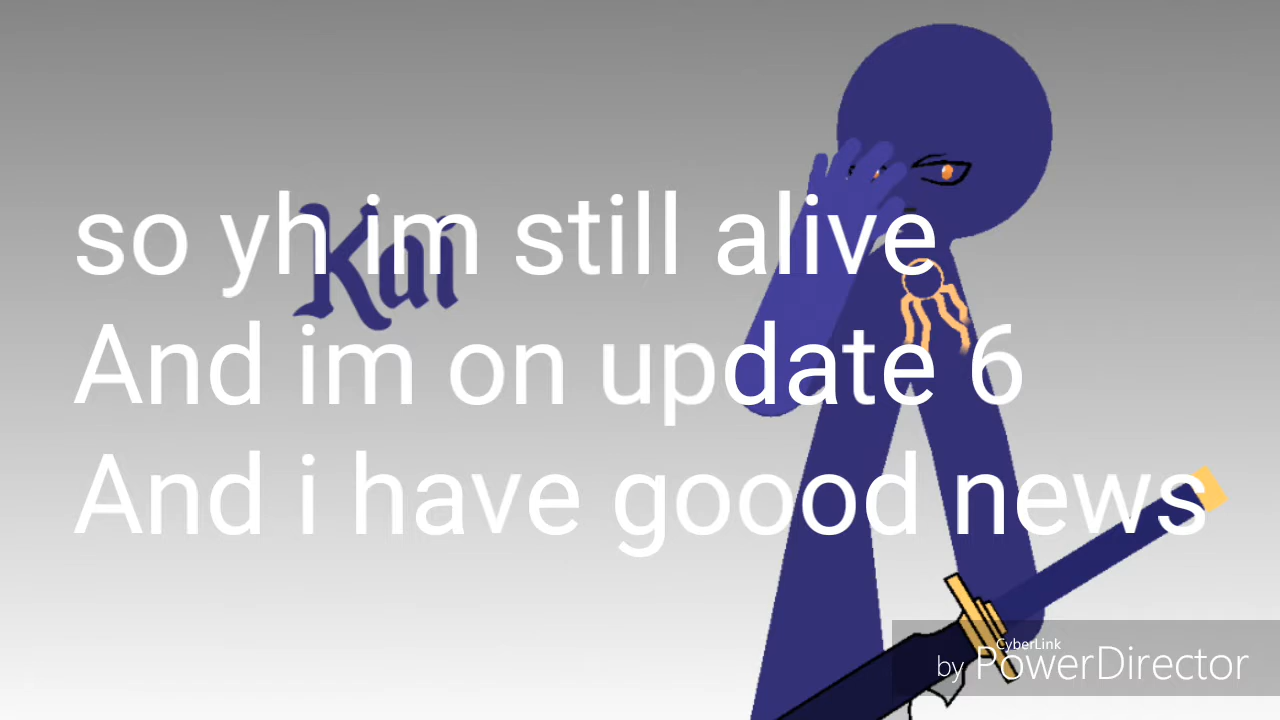 so yh im still alive
Kai
And im on update 6
And i have goood news
CyberLink
by PowerDirector